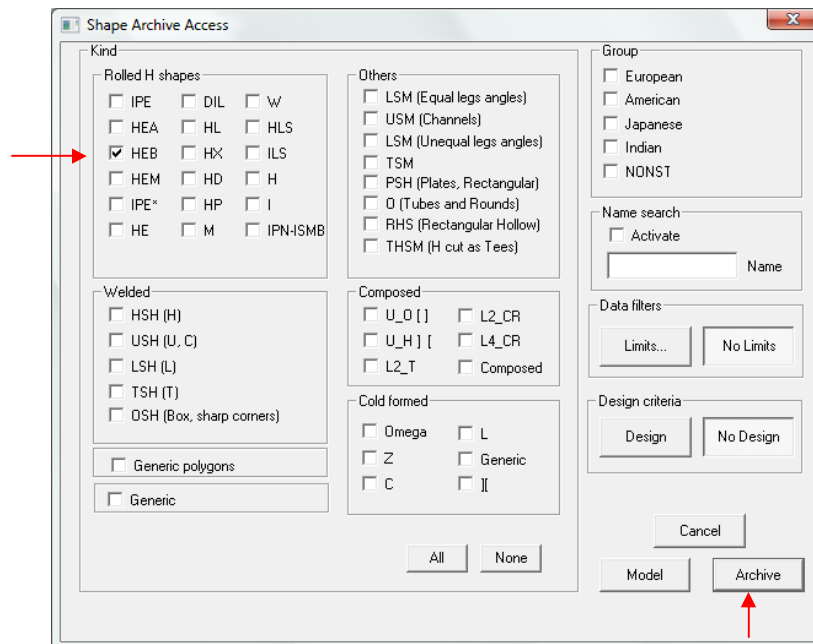 Shape Archive Access
Kind
Rolled H shapes
IPE DIL W
HEA HL HLS
HEB HX ILS
HEM HD H
IPE* HP I
HE M IPN-ISMB
Others
LSM (Equal legs angles)
USM (Channels)
LSM (Unequal legs angles)
TSM
PSH (Plates, Rectangular)
O (Tubes and Rounds)
RHS (Rectangular Hollow)
THSM (H cut as Tees)
Welded
HSH (H)
USH (U, C)
LSH (L)
TSH (T)
OSH (Box, sharp corners)
Generic polygons
Generic
Composed
U_O [ ] L2_CR
U_H ] [ L4_CR
L2_T Composed
Cold formed
Omega L
Z Generic
C ][
All None
Group
European
American
Japanese
Indian
NONST
Name search
Activate
Name
Data filters
Limits... No Limits
Design criteria
Design No Design
Cancel
Model Archive